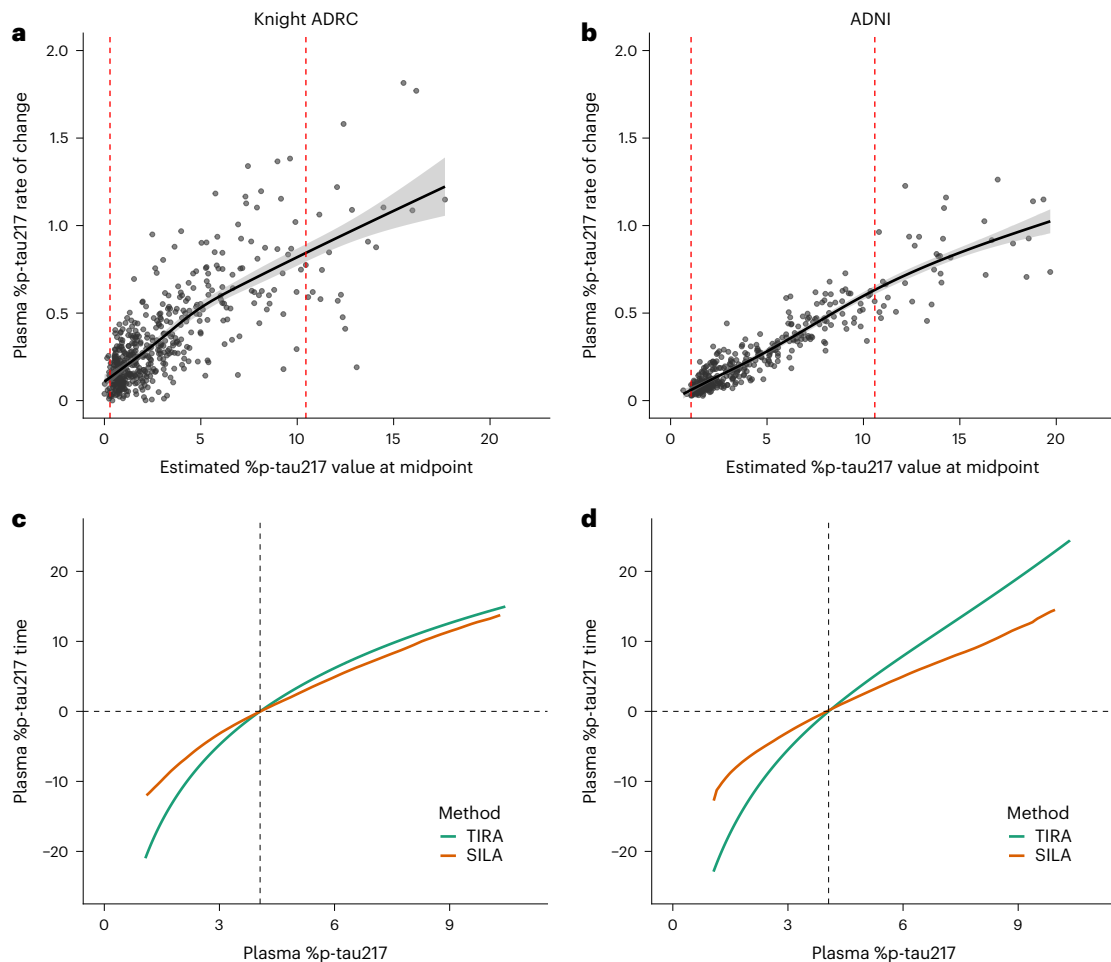 a
Knight ADRC
Plasma %p-tau217 rate of change
2.0
1.5
1.0
0.5
0
0 5 10 15 20
Estimated %p-tau217 value at midpoint
b
ADNI
Plasma %p-tau217 rate of change
2.0
1.5
1.0
0.5
0
0 5 10 15 20
Estimated %p-tau217 value at midpoint
c
Plasma %p-tau217 time
20
10
0
−10
−20
Method
TIRA
SILA
0 3 6 9
Plasma %p-tau217
d
Plasma %p-tau217 time
20
10
0
−10
−20
Method
TIRA
SILA
0 3 6 9
Plasma %p-tau217